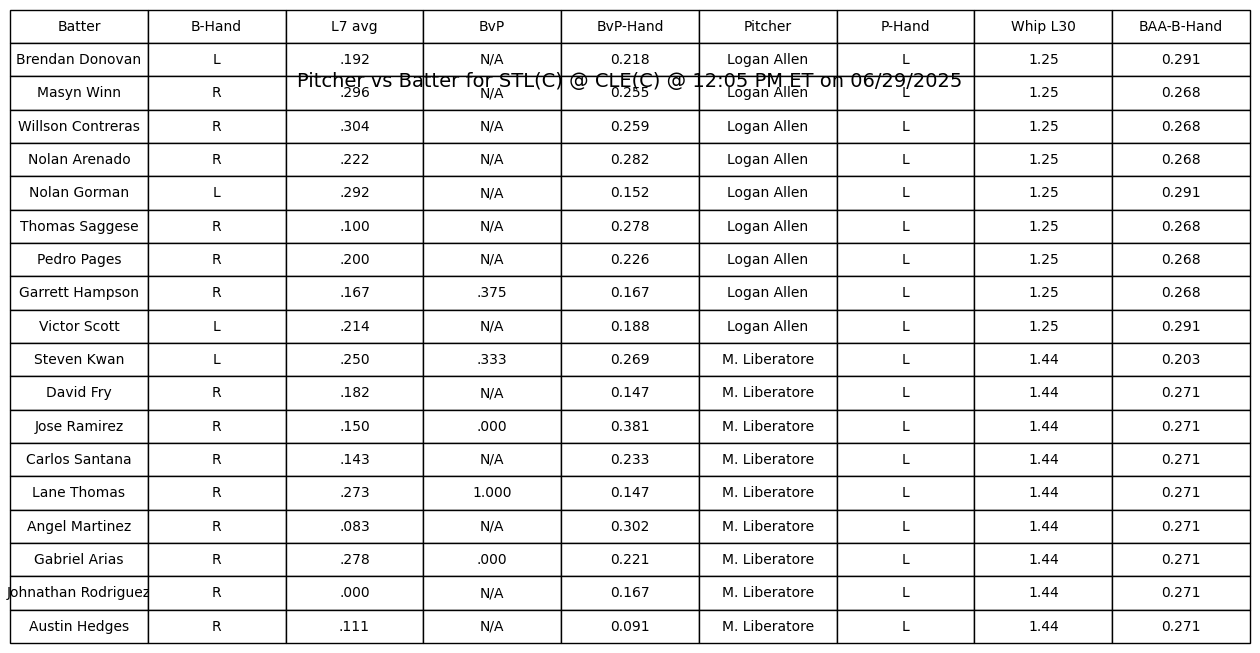 Batter B-Hand L7 avg BvP BvP-Hand Pitcher P-Hand Whip L30 BAA-B-Hand
Brendan Donovan L .192 N/A 0.218 Logan Allen L 1.25 0.291
Pitcher vs Batter for STL(C) @ CLE(C) @ 12:05 PM ET on 06/29/2025
Masyn Winn R .296 N/A 0.255 Logan Allen L 1.25 0.268
Willson Contreras R .304 N/A 0.259 Logan Allen L 1.25 0.268
Nolan Arenado R .222 N/A 0.282 Logan Allen L 1.25 0.268
Nolan Gorman L .292 N/A 0.152 Logan Allen L 1.25 0.291
Thomas Saggese R .100 N/A 0.278 Logan Allen L 1.25 0.268
Pedro Pages R .200 N/A 0.226 Logan Allen L 1.25 0.268
Garrett Hampson R .167 .375 0.167 Logan Allen L 1.25 0.268
Victor Scott L .214 N/A 0.188 Logan Allen L 1.25 0.291
Steven Kwan L .250 .333 0.269 M. Liberatore L 1.44 0.203
David Fry R .182 N/A 0.147 M. Liberatore L 1.44 0.271
Jose Ramirez R .150 .000 0.381 M. Liberatore L 1.44 0.271
Carlos Santana R .143 N/A 0.233 M. Liberatore L 1.44 0.271
Lane Thomas R .273 1.000 0.147 M. Liberatore L 1.44 0.271
Angel Martinez R .083 N/A 0.302 M. Liberatore L 1.44 0.271
Gabriel Arias R .278 .000 0.221 M. Liberatore L 1.44 0.271
Johnathan Rodriguez R .000 N/A 0.167 M. Liberatore L 1.44 0.271
Austin Hedges R .111 N/A 0.091 M. Liberatore L 1.44 0.271